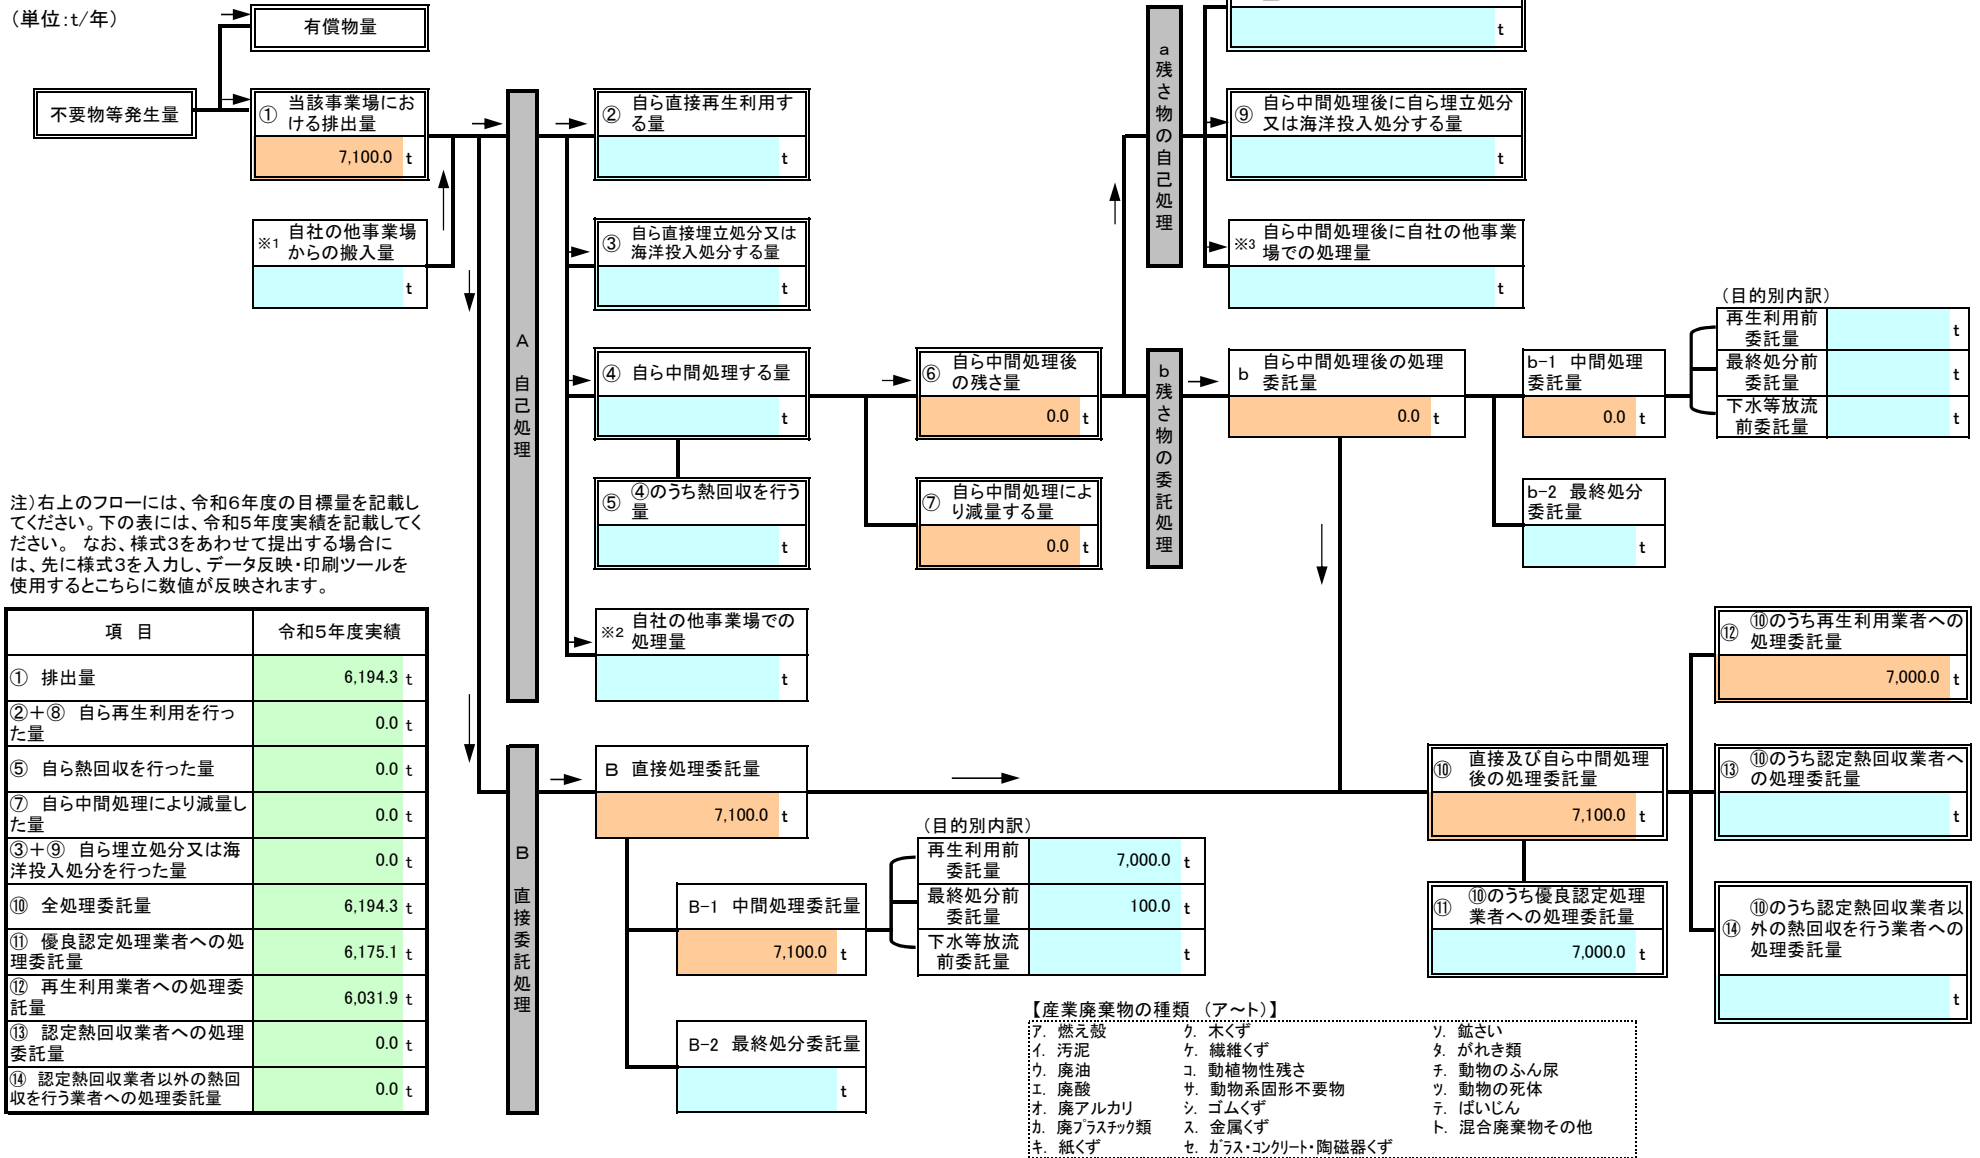 (単位:t/年)
有償物量
不要物等発生量
① 当該事業場にお
ける排出量
7,100.0 t
※1 自社の他事業場
からの搬入量
t
A 自己処理
② 自ら直接再生利用す
る量
t
③ 自ら直接埋立処分又は
海洋投入処分する量
t
④ 自ら中間処理する量
t
⑤ ④のうち熱回収を行う
量
t
※2 自社の他事業場での
処理量
t
⑥ 自ら中間処理後
の残さ量
0.0 t
⑦ 自ら中間処理によ
り減量する量
0.0 t
a 残さ物の自己処理
t
⑨ 自ら中間処理後に自ら埋立処分
又は海洋投入処分する量
t
※3 自ら中間処理後に自社の他事業
場での処理量
t
b 残さ物の委託処理
b 自ら中間処理後の処理
委託量
0.0 t
b-1 中間処理
委託量
0.0 t
(目的別内訳)
再生利用前
委託量
t
最終処分前
委託量
t
下水等放流
前委託量
t
b-2 最終処分
委託量
t
注)右上のフローには、令和6年度の目標量を記載し
てください。下の表には、令和5年度実績を記載してく
ださい。 なお、様式3をあわせて提出する場合に
は、先に様式3を入力し、データ反映・印刷ツールを
使用するとこちらに数値が反映されます。
項 目 令和5年度実績
① 排出量 6,194.3 t
②+⑧ 自ら再生利用を行っ
た量 0.0 t
⑤ 自ら熱回収を行った量 0.0 t
⑦ 自ら中間処理により減量し
た量 0.0 t
③+⑨ 自ら埋立処分又は海
洋投入処分を行った量 0.0 t
⑩ 全処理委託量 6,194.3 t
⑪ 優良認定処理業者への処
理委託量 6,175.1 t
⑫ 再生利用業者への処理委
託量 6,031.9 t
⑬ 認定熱回収業者への処理
委託量 0.0 t
⑭ 認定熱回収業者以外の熱回
収を行う業者への処理委託量 0.0 t
B 直接委託処理
B 直接処理委託量
7,100.0 t
B-1 中間処理委託量
7,100.0 t
(目的別内訳)
再生利用前
委託量
7,000.0 t
最終処分前
委託量
100.0 t
下水等放流
前委託量
t
B-2 最終処分委託量
t
⑩ 直接及び自ら中間処理
後の処理委託量
7,100.0 t
⑪ ⑩のうち優良認定処理
業者への処理委託量
7,000.0 t
⑫ ⑩のうち再生利用業者への
処理委託量
7,000.0 t
⑬ ⑩のうち認定熱回収業者へ
の処理委託量
t
⑭ ⑩のうち認定熱回収業者以
外の熱回収を行う業者への
処理委託量
t
【産業廃棄物の種類 (ア~ト)】
ア. 燃え殻 ク. 木くず ソ. 鉱さい
イ. 汚泥 ケ. 繊維くず タ. がれき類
ウ. 廃油 コ. 動植物性残さ チ. 動物のふん尿
エ. 廃酸 サ. 動物系固形不要物 ツ. 動物の死体
オ. 廃アルカリ シ. ゴムくず テ. ばいじん
カ. 廃プラスチック類 ス. 金属くず ト. 混合廃棄物その他
キ. 紙くず セ. ガラス・コンクリート・陶磁器くず